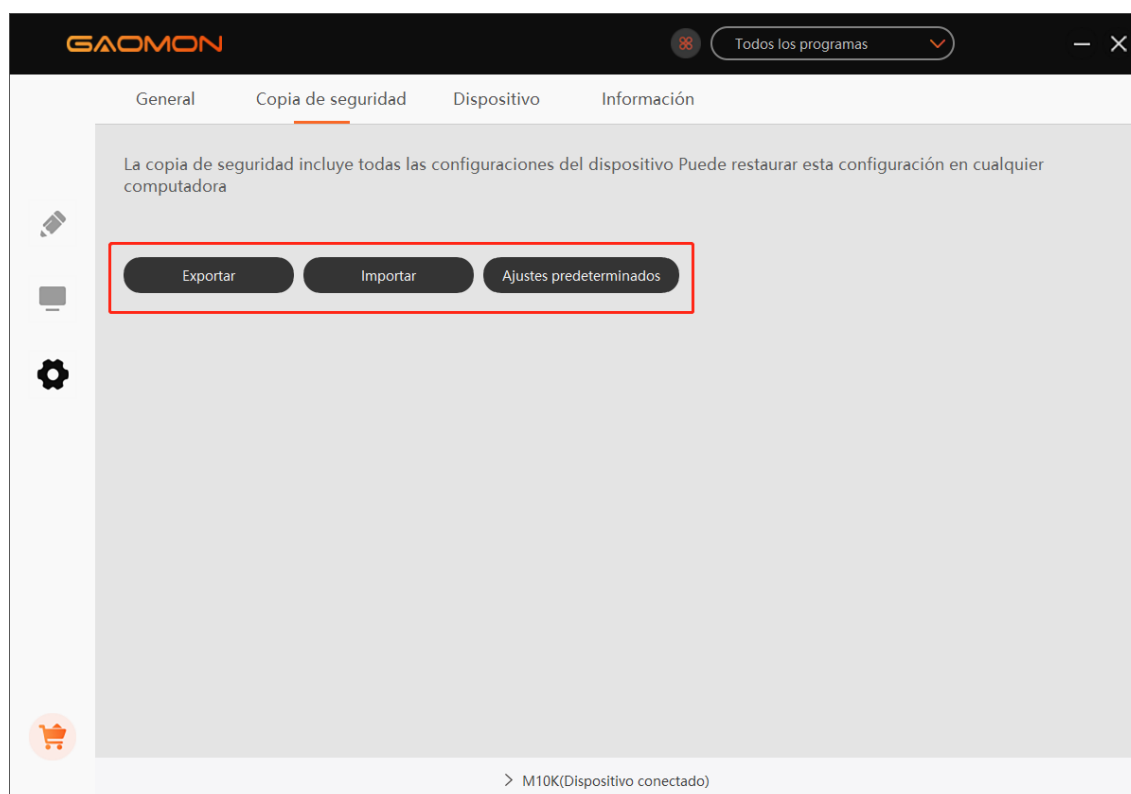 GAOMON
Todos los programas
General Copia de seguridad Dispositivo Información
La copia de seguridad incluye todas las configuraciones del dispositivo Puede restaurar esta configuración en cualquier
computadora
Exportar Importar Ajustes predeterminados
M10K(Dispositivo conectado)